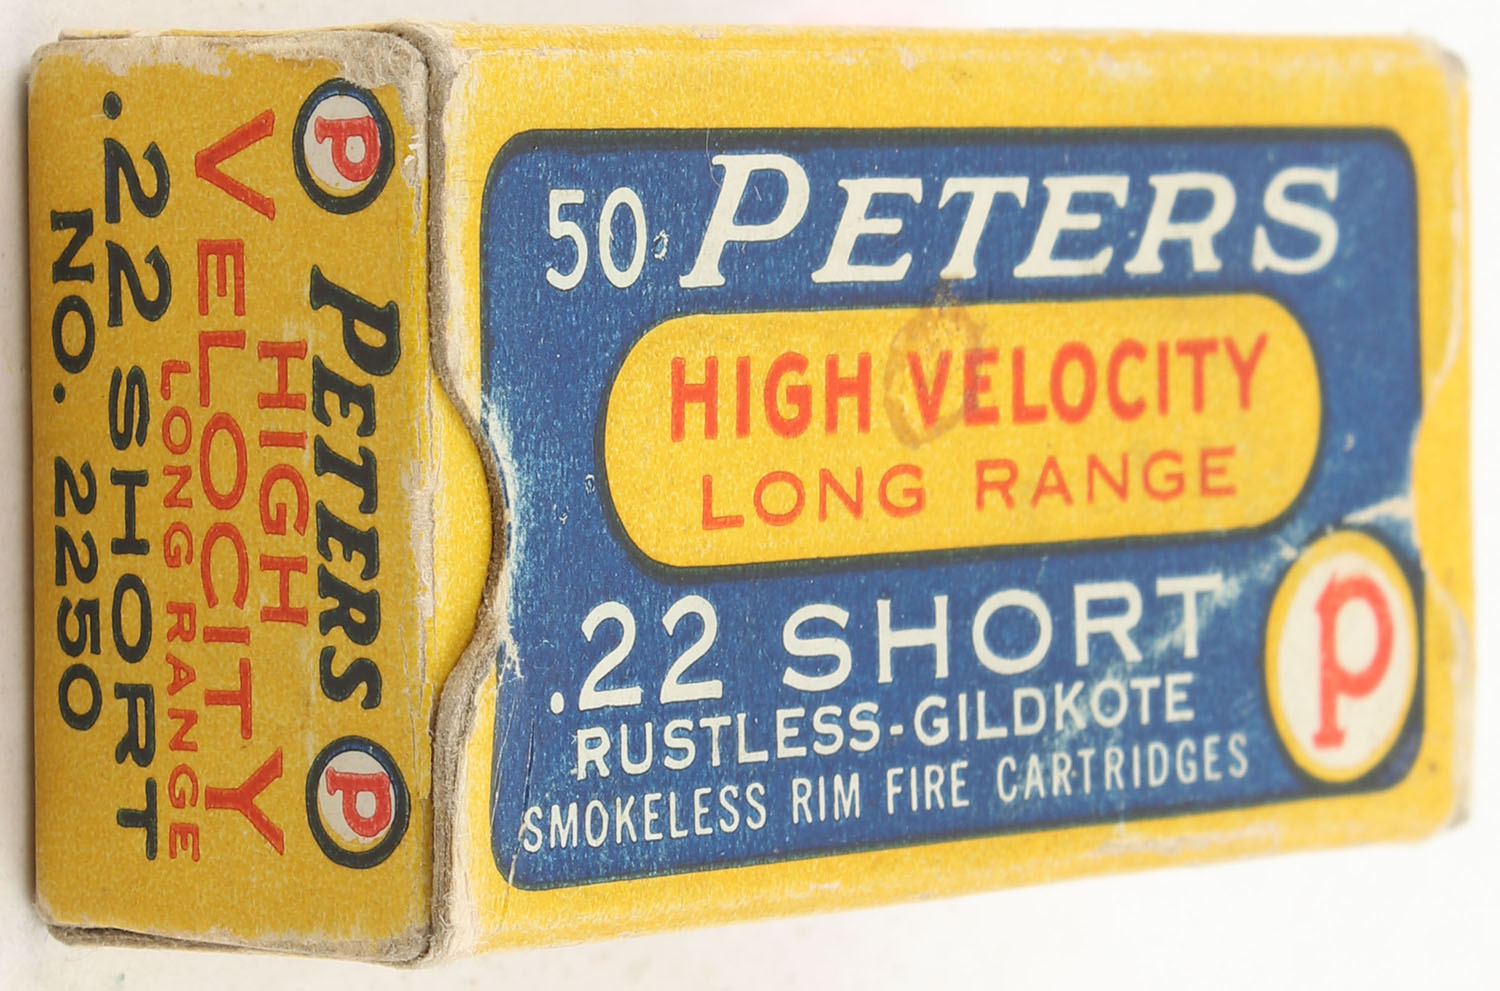 50 PETERS
HIGH VELOCITY
LONG RANGE
.22 SHORT
RUSTLESS-GILDKOTE
SMOKELESS RIM FIRE CARTRIDGES
P
P PETERS P
HIGH
VELOCITY
LONG RANGE
.22 SHORT
NO. 2250